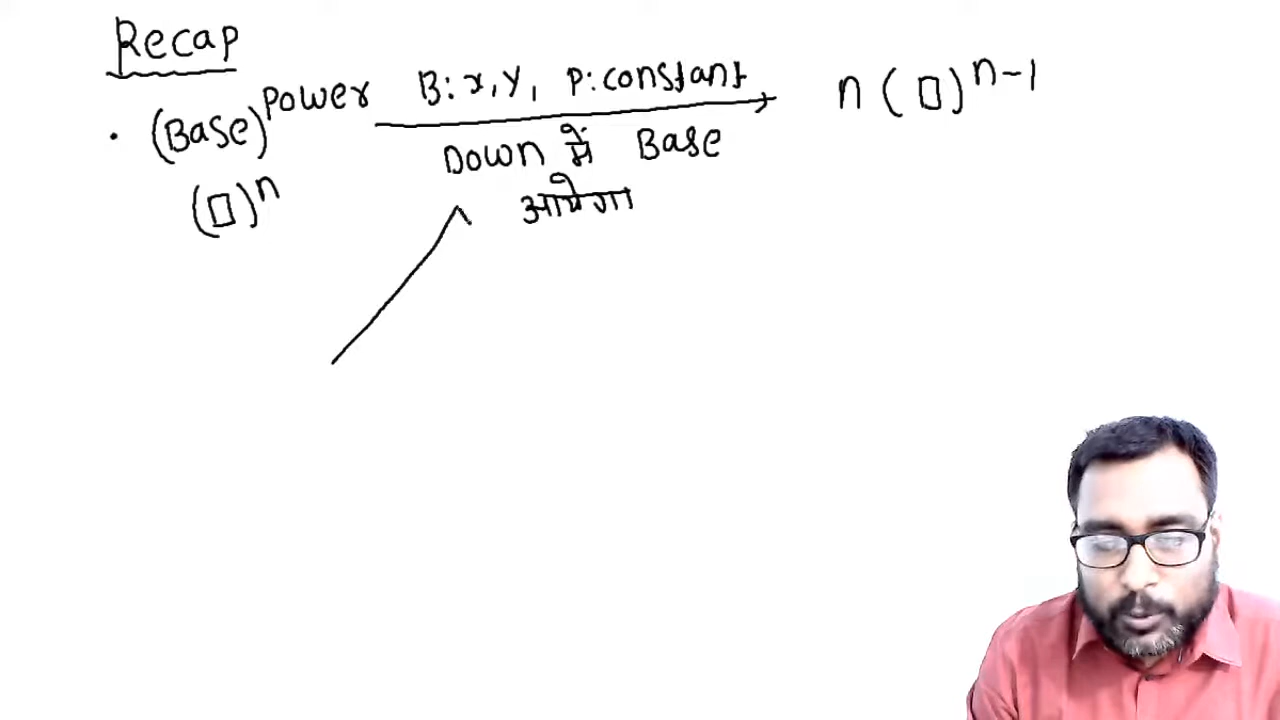 Recap
• (Base)^Power B: x, y, P: constant n (□)^n-1
(□)^n Down में Base
आयेगा